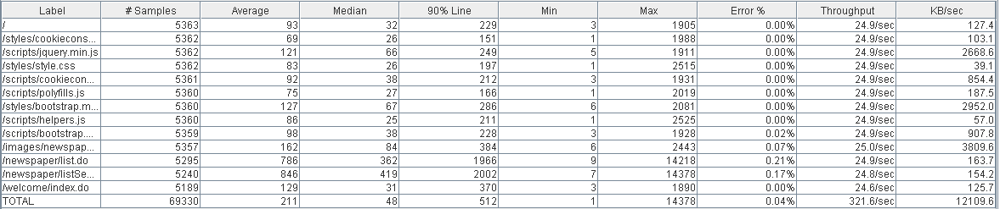 Label # Samples Average Median 90% Line Min Max Error % Throughput KB/sec
/ 5363 93 32 229 3 1905 0.00% 24.9/sec 127.4
/styles/cookiecons... 5362 69 26 151 1 1988 0.00% 24.9/sec 103.1
/scripts/jquery.min.js 5362 121 66 249 5 1911 0.00% 24.9/sec 2668.6
/styles/style.css 5362 83 26 197 1 2515 0.00% 24.9/sec 39.1
/scripts/cookiecon... 5361 92 38 212 3 1931 0.00% 24.9/sec 854.4
/scripts/polyfills.js 5360 75 27 166 1 2019 0.00% 24.9/sec 187.5
/styles/bootstrap.m... 5360 127 67 286 6 2081 0.00% 24.9/sec 2952.0
/scripts/helpers.js 5360 86 25 211 1 2525 0.00% 24.9/sec 57.0
/scripts/bootstrap.... 5359 98 38 228 3 1928 0.02% 24.9/sec 907.8
/images/newspap... 5357 162 84 384 6 2443 0.07% 25.0/sec 3809.6
/newspaper/list.do 5295 786 362 1966 9 14218 0.21% 24.9/sec 163.7
/newspaper/listSe... 5240 846 419 2002 7 14378 0.17% 24.8/sec 154.2
/welcome/index.do 5189 129 31 370 3 1890 0.00% 24.6/sec 125.7
TOTAL 69330 211 48 512 1 14378 0.04% 321.6/sec 12109.6